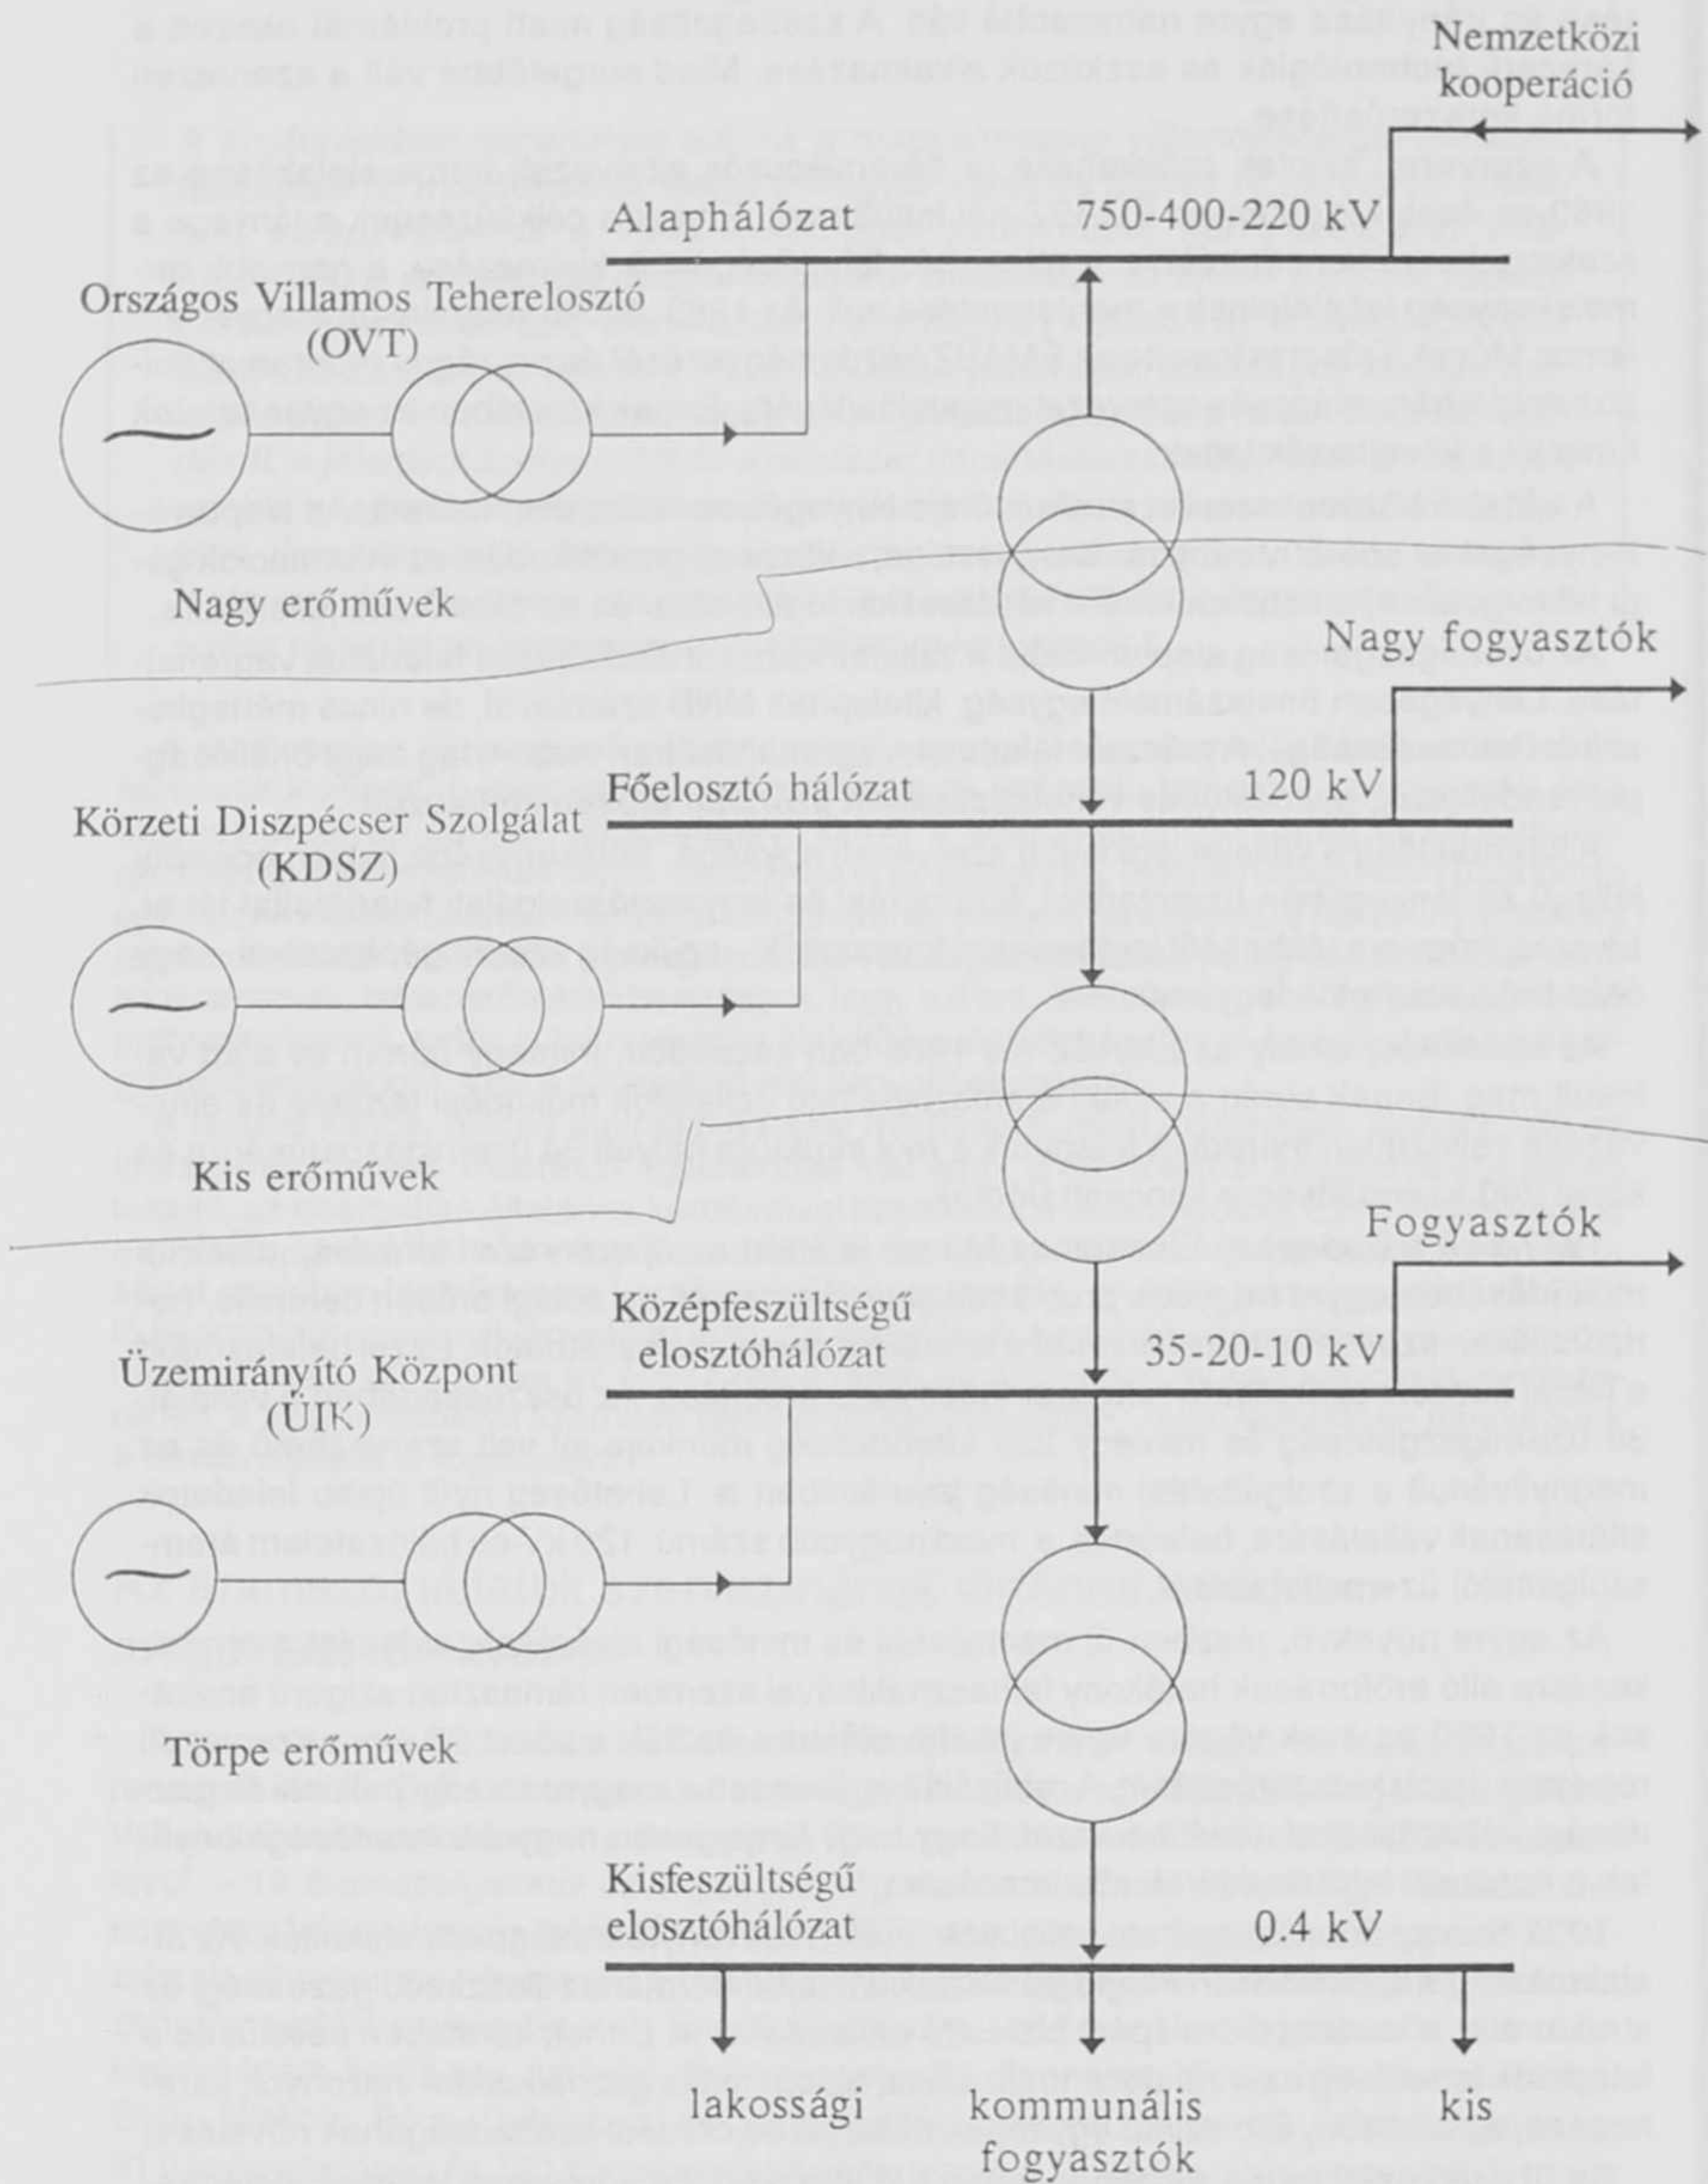 Nemzetközi
kooperáció
Alaphálózat
750-400-220 kV
Országos Villamos Teherelosztó
(OVT)
Nagy erőművek
Nagy fogyasztók
Főelosztó hálózat
120 kV
Körzeti Diszpécser Szolgálat
(KDSZ)
Kis erőművek
Fogyasztók
Középfeszültségű
elosztóhálózat
35-20-10 kV
Üzemirányító Központ
(ÜIK)
Törpe erőművek
Kisfeszültségű
elosztóhálózat
0.4 kV
lakossági
kommunális
kis
fogyasztók